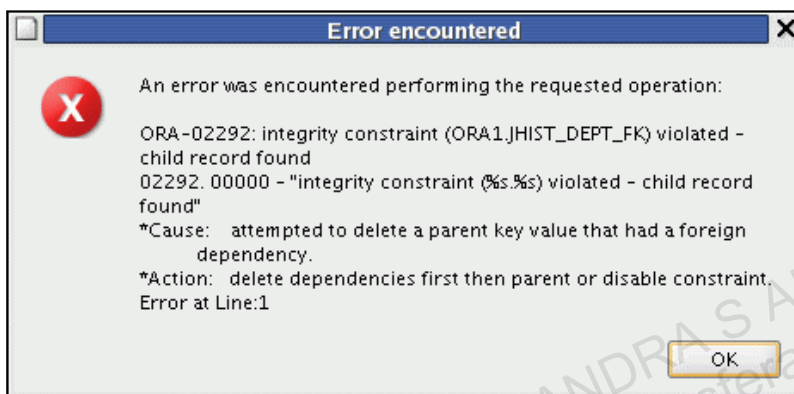 Error encountered
An error was encountered performing the requested operation:
ORA-02292: integrity constraint (ORA1.JHIST_DEPT_FK) violated -
child record found
02292. 00000 - "integrity constraint (%s.%s) violated - child record
found"
*Cause: attempted to delete a parent key value that had a foreign
dependency.
*Action: delete dependencies first then parent or disable constraint.
Error at Line:1
OK